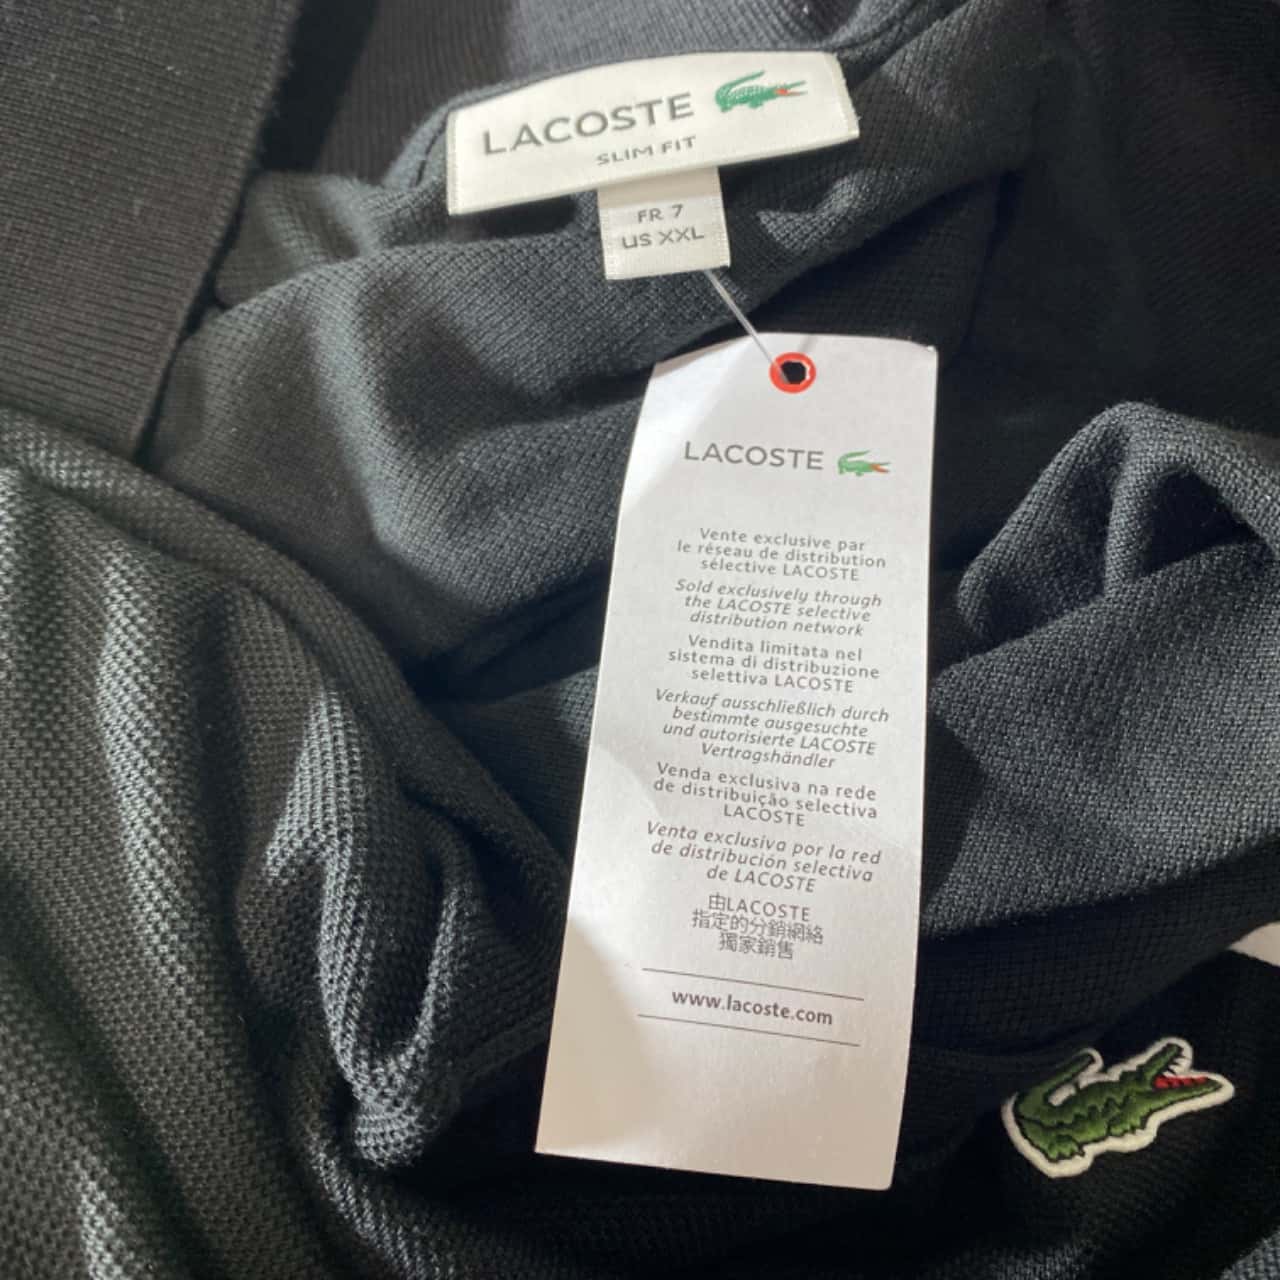 LACOSTE
SLIM FIT
FR 7
US XXL
LACOSTE
Vente exclusive par
le réseau de distribution
sélective LACOSTE
Sold exclusively through
the LACOSTE selective
distribution network
Vendita limitata nel
sistema di distribuzione
selettiva LACOSTE
Verkauf ausschließlich durch
bestimmte ausgesuchte
und autorisierte LACOSTE
Vertragshändler
Venda exclusiva na rede
de distribuição selectiva
LACOSTE
Venta exclusiva por la red
de distribución selectiva
de LACOSTE
由LACOSTE
指定的分銷網絡
獨家銷售
www.lacoste.com